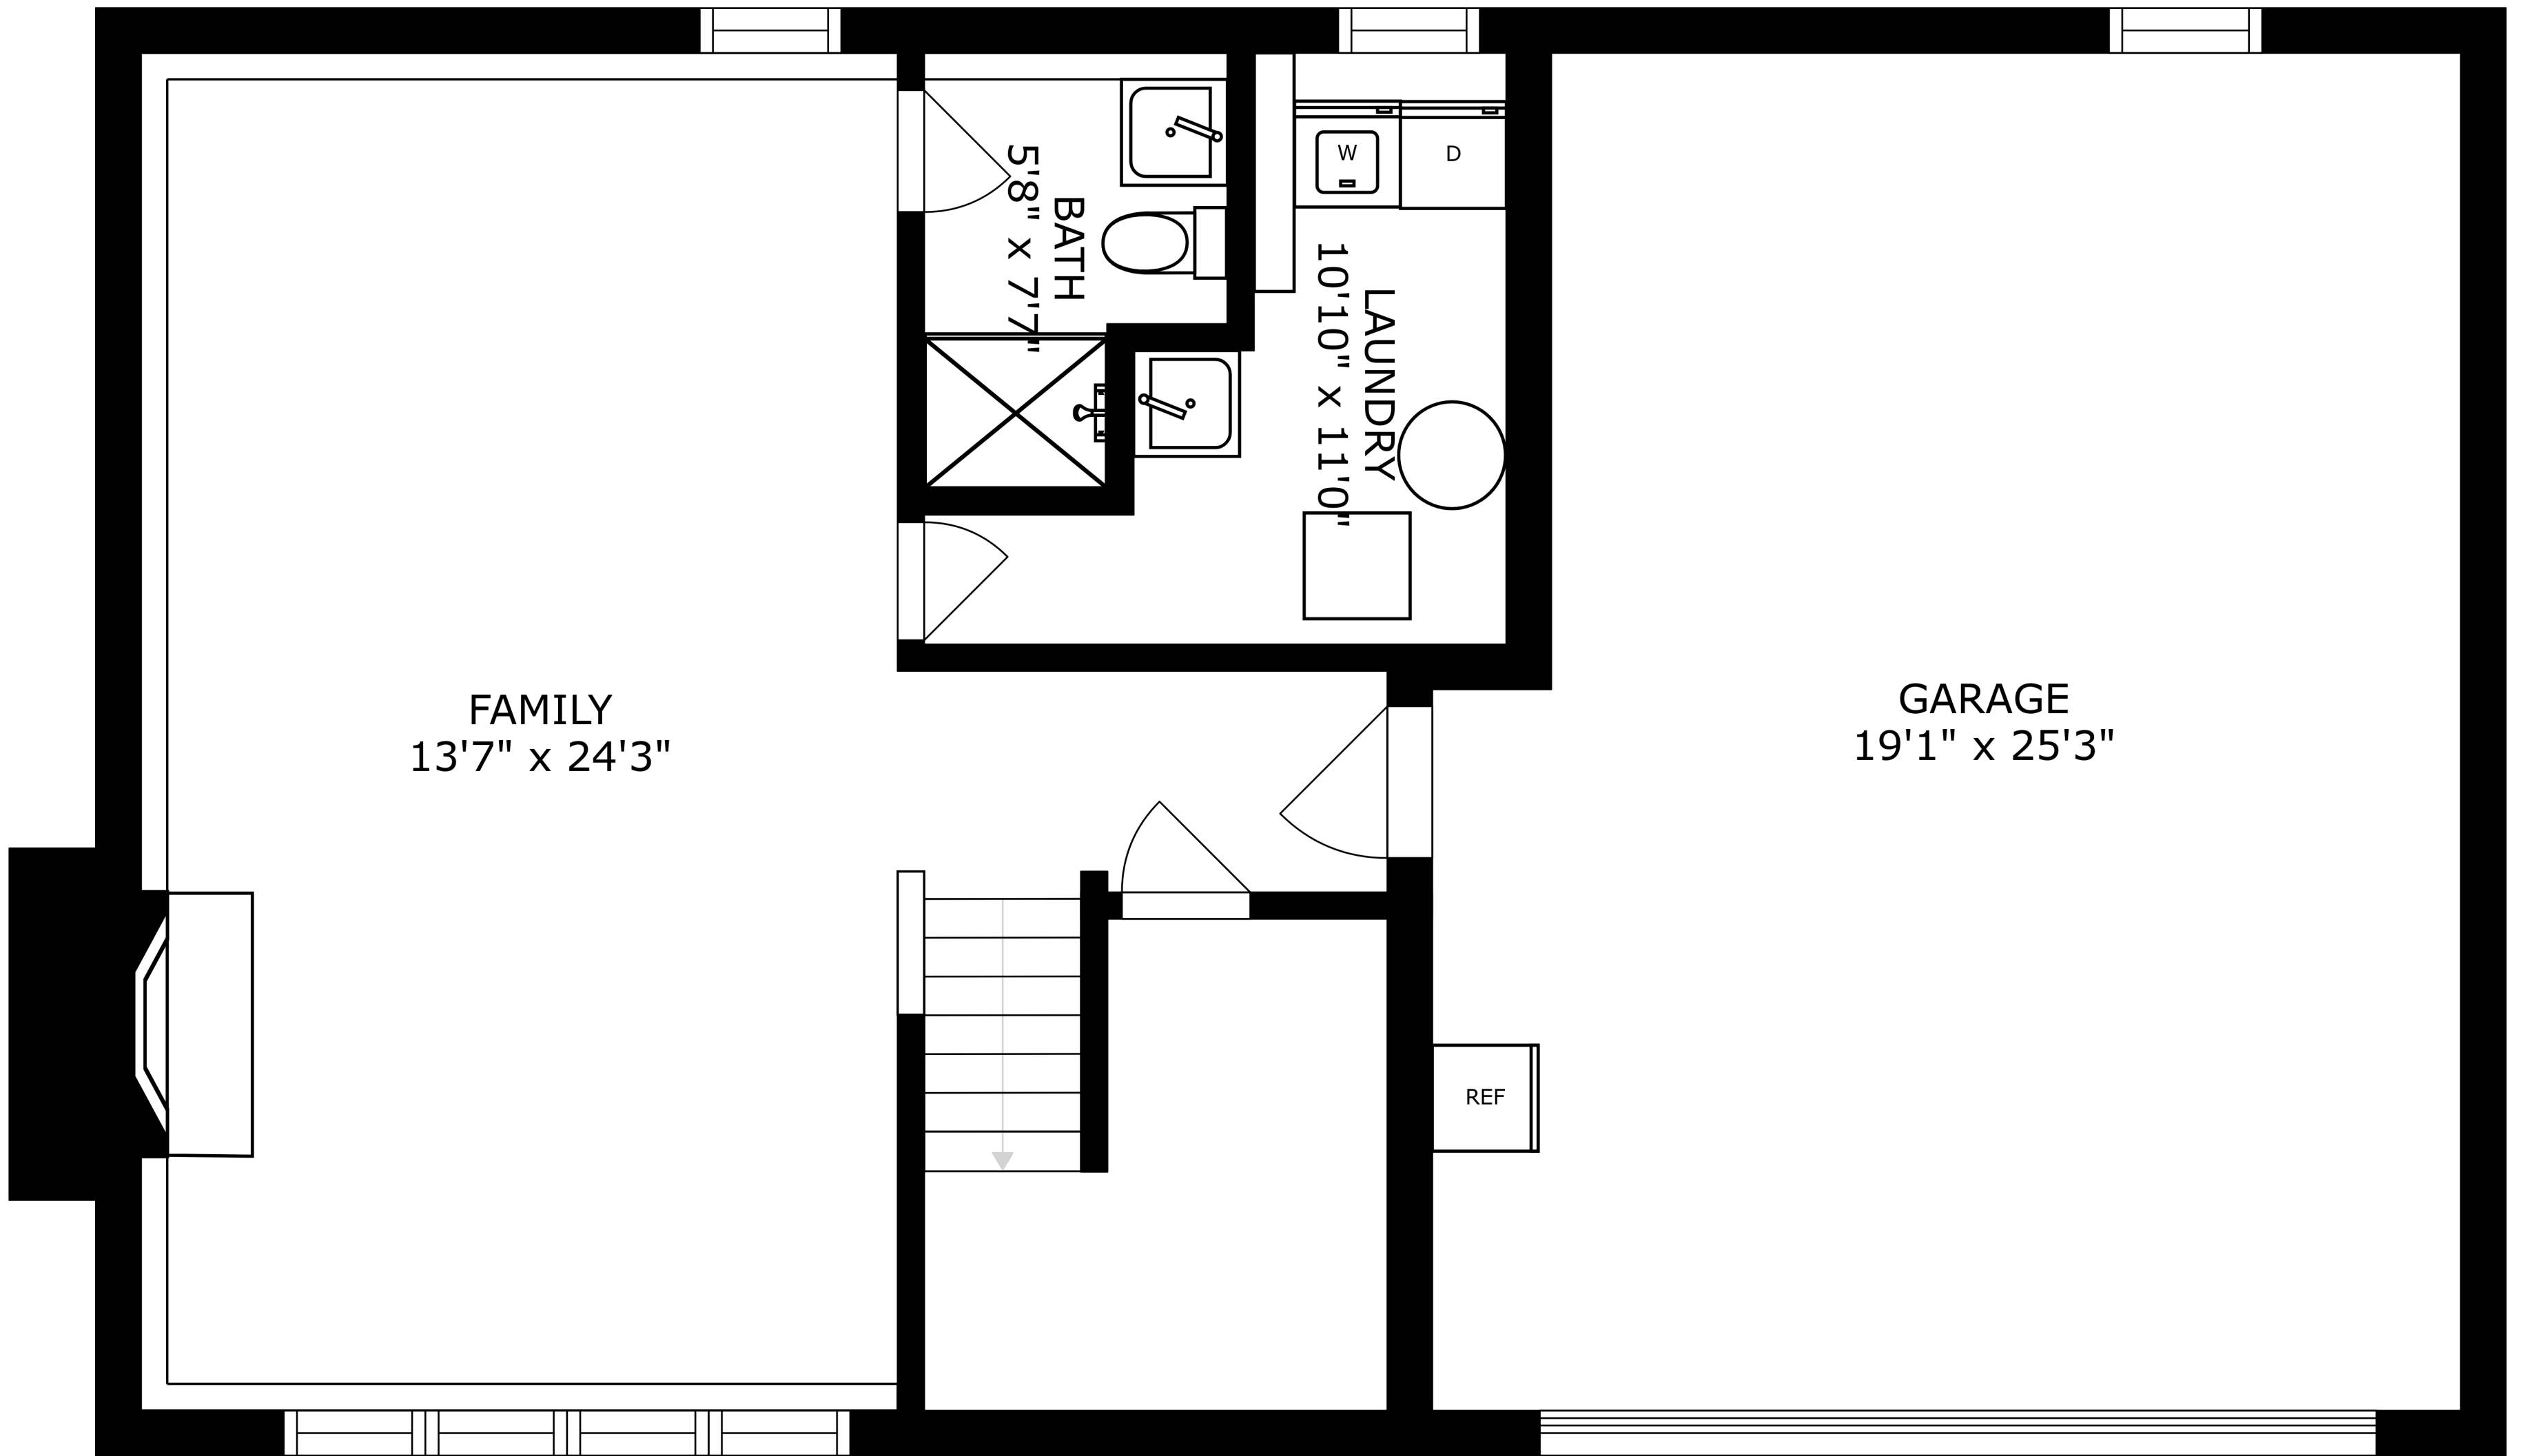 FAMILY
13'7" x 24'3"
BATH
5'8" x 7'7"
W
D
LAUNDRY
10'10" x 11'0"
GARAGE
19'1" x 25'3"
REF